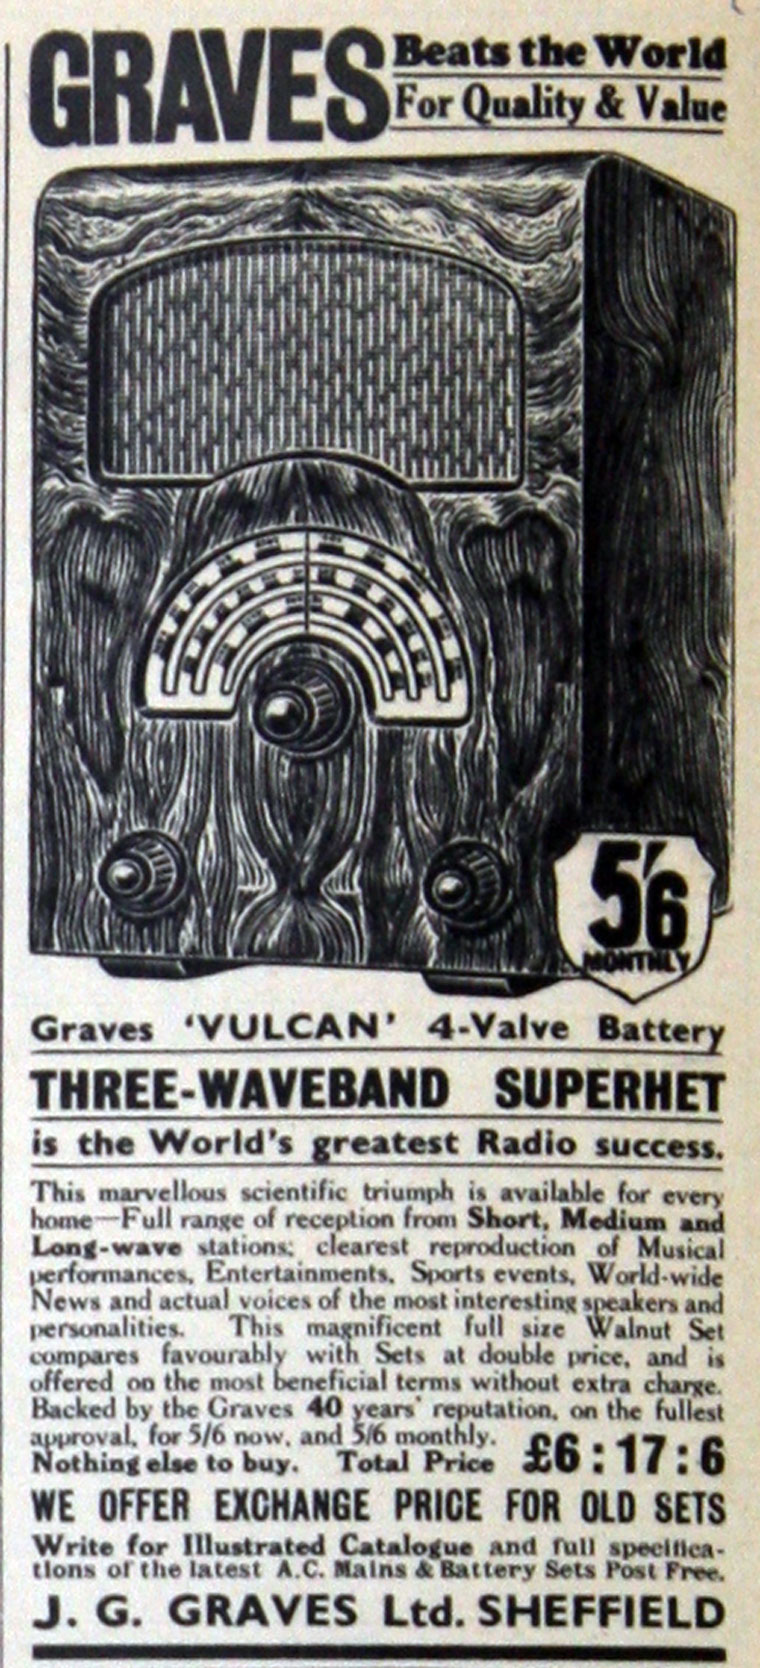 GRAVES Beats the World
For Quality & Value
5/6
MONTHLY
Graves 'VULCAN' 4-Valve Battery
THREE-WAVEBAND SUPERHET
is the World's greatest Radio success.
This marvellous scientific triumph is available for every
home—Full range of reception from Short, Medium and
Long-wave stations; clearest reproduction of Musical
performances, Entertainments, Sports events, World-wide
News and actual voices of the most interesting speakers and
personalities. This magnificent full size Walnut Set
compares favourably with Sets at double price, and is
offered on the most beneficial terms without extra charge.
Backed by the Graves 40 years' reputation, on the fullest
approval, for 5/6 now, and 5/6 monthly.
Nothing else to buy. Total Price £6 : 17 : 6
WE OFFER EXCHANGE PRICE FOR OLD SETS
Write for Illustrated Catalogue and full specifica-
tions of the latest A.C. Mains & Battery Sets Post Free.
J. G. GRAVES Ltd. SHEFFIELD